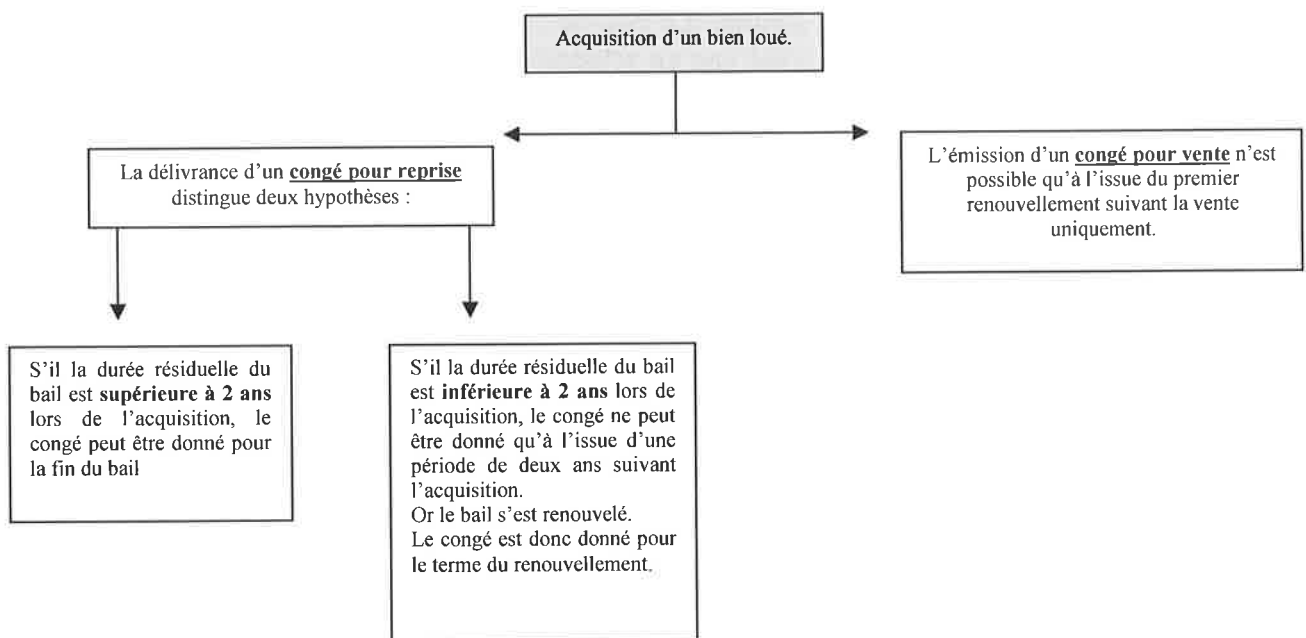 Acquisition d'un bien loué.
La délivrance d'un congé pour reprise
distingue deux hypothèses :
L'émission d'un congé pour vente n'est
possible qu'à l'issue du premier
renouvellement suivant la vente
uniquement.
S'il la durée résiduelle du
bail est supérieure à 2 ans
lors de l'acquisition, le
congé peut être donné pour
la fin du bail
S'il la durée résiduelle du bail
est inférieure à 2 ans lors de
l'acquisition, le congé ne peut
être donné qu'à l'issue d'une
période de deux ans suivant
l'acquisition.
Or le bail s'est renouvelé.
Le congé est donc donné pour
le terme du renouvellement.